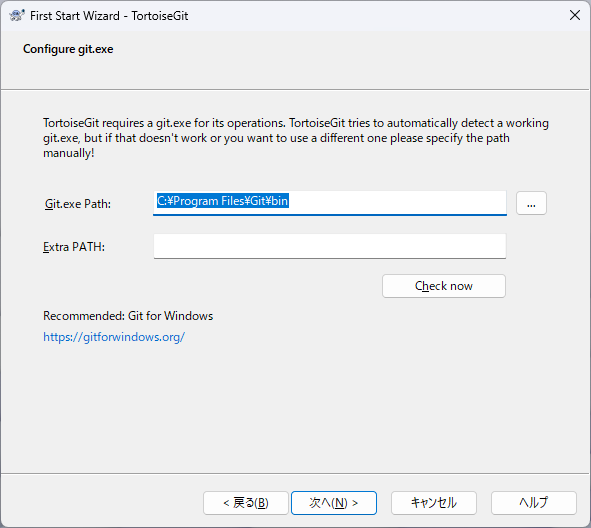 First Start Wizard - TortoiseGit
Configure git.exe
TortoiseGit requires a git.exe for its operations. TortoiseGit tries to automatically detect a working
git.exe, but if that doesn't work or you want to use a different one please specify the path
manually!
Git.exe Path:
C:¥Program Files¥Git¥bin
...
Extra PATH:
Check now
Recommended: Git for Windows
https://gitforwindows.org/
< 戻る(B)
次へ(N) >
キャンセル
ヘルプ